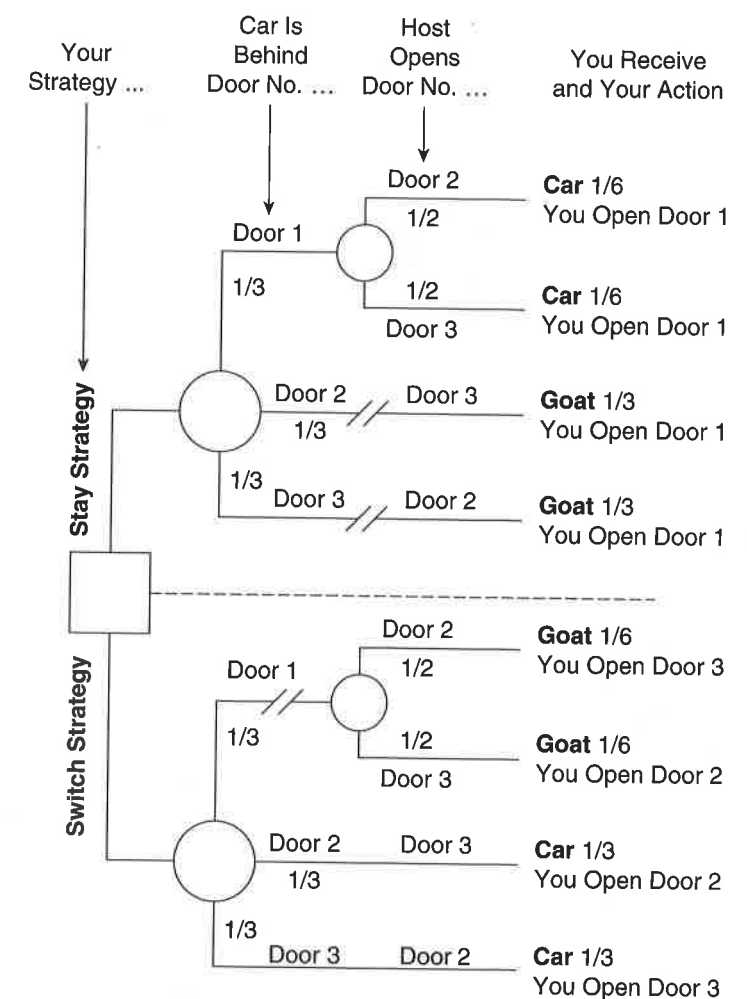 Your
Strategy ...
Car Is
Behind
Door No. ...
Host
Opens
Door No. ...
You Receive
and Your Action
Door 2
1/2
Car 1/6
You Open Door 1
Door 1
1/3
1/2
Door 3
Car 1/6
You Open Door 1
Stay Strategy
Door 2
1/3
Door 3
Goat 1/3
You Open Door 1
1/3
Door 3
Door 2
Goat 1/3
You Open Door 1
Switch Strategy
Door 1
1/3
Door 2
1/2
Goat 1/6
You Open Door 3
1/2
Door 3
Goat 1/6
You Open Door 2
Door 2
1/3
Door 3
Car 1/3
You Open Door 2
1/3
Door 3
Door 2
Car 1/3
You Open Door 3